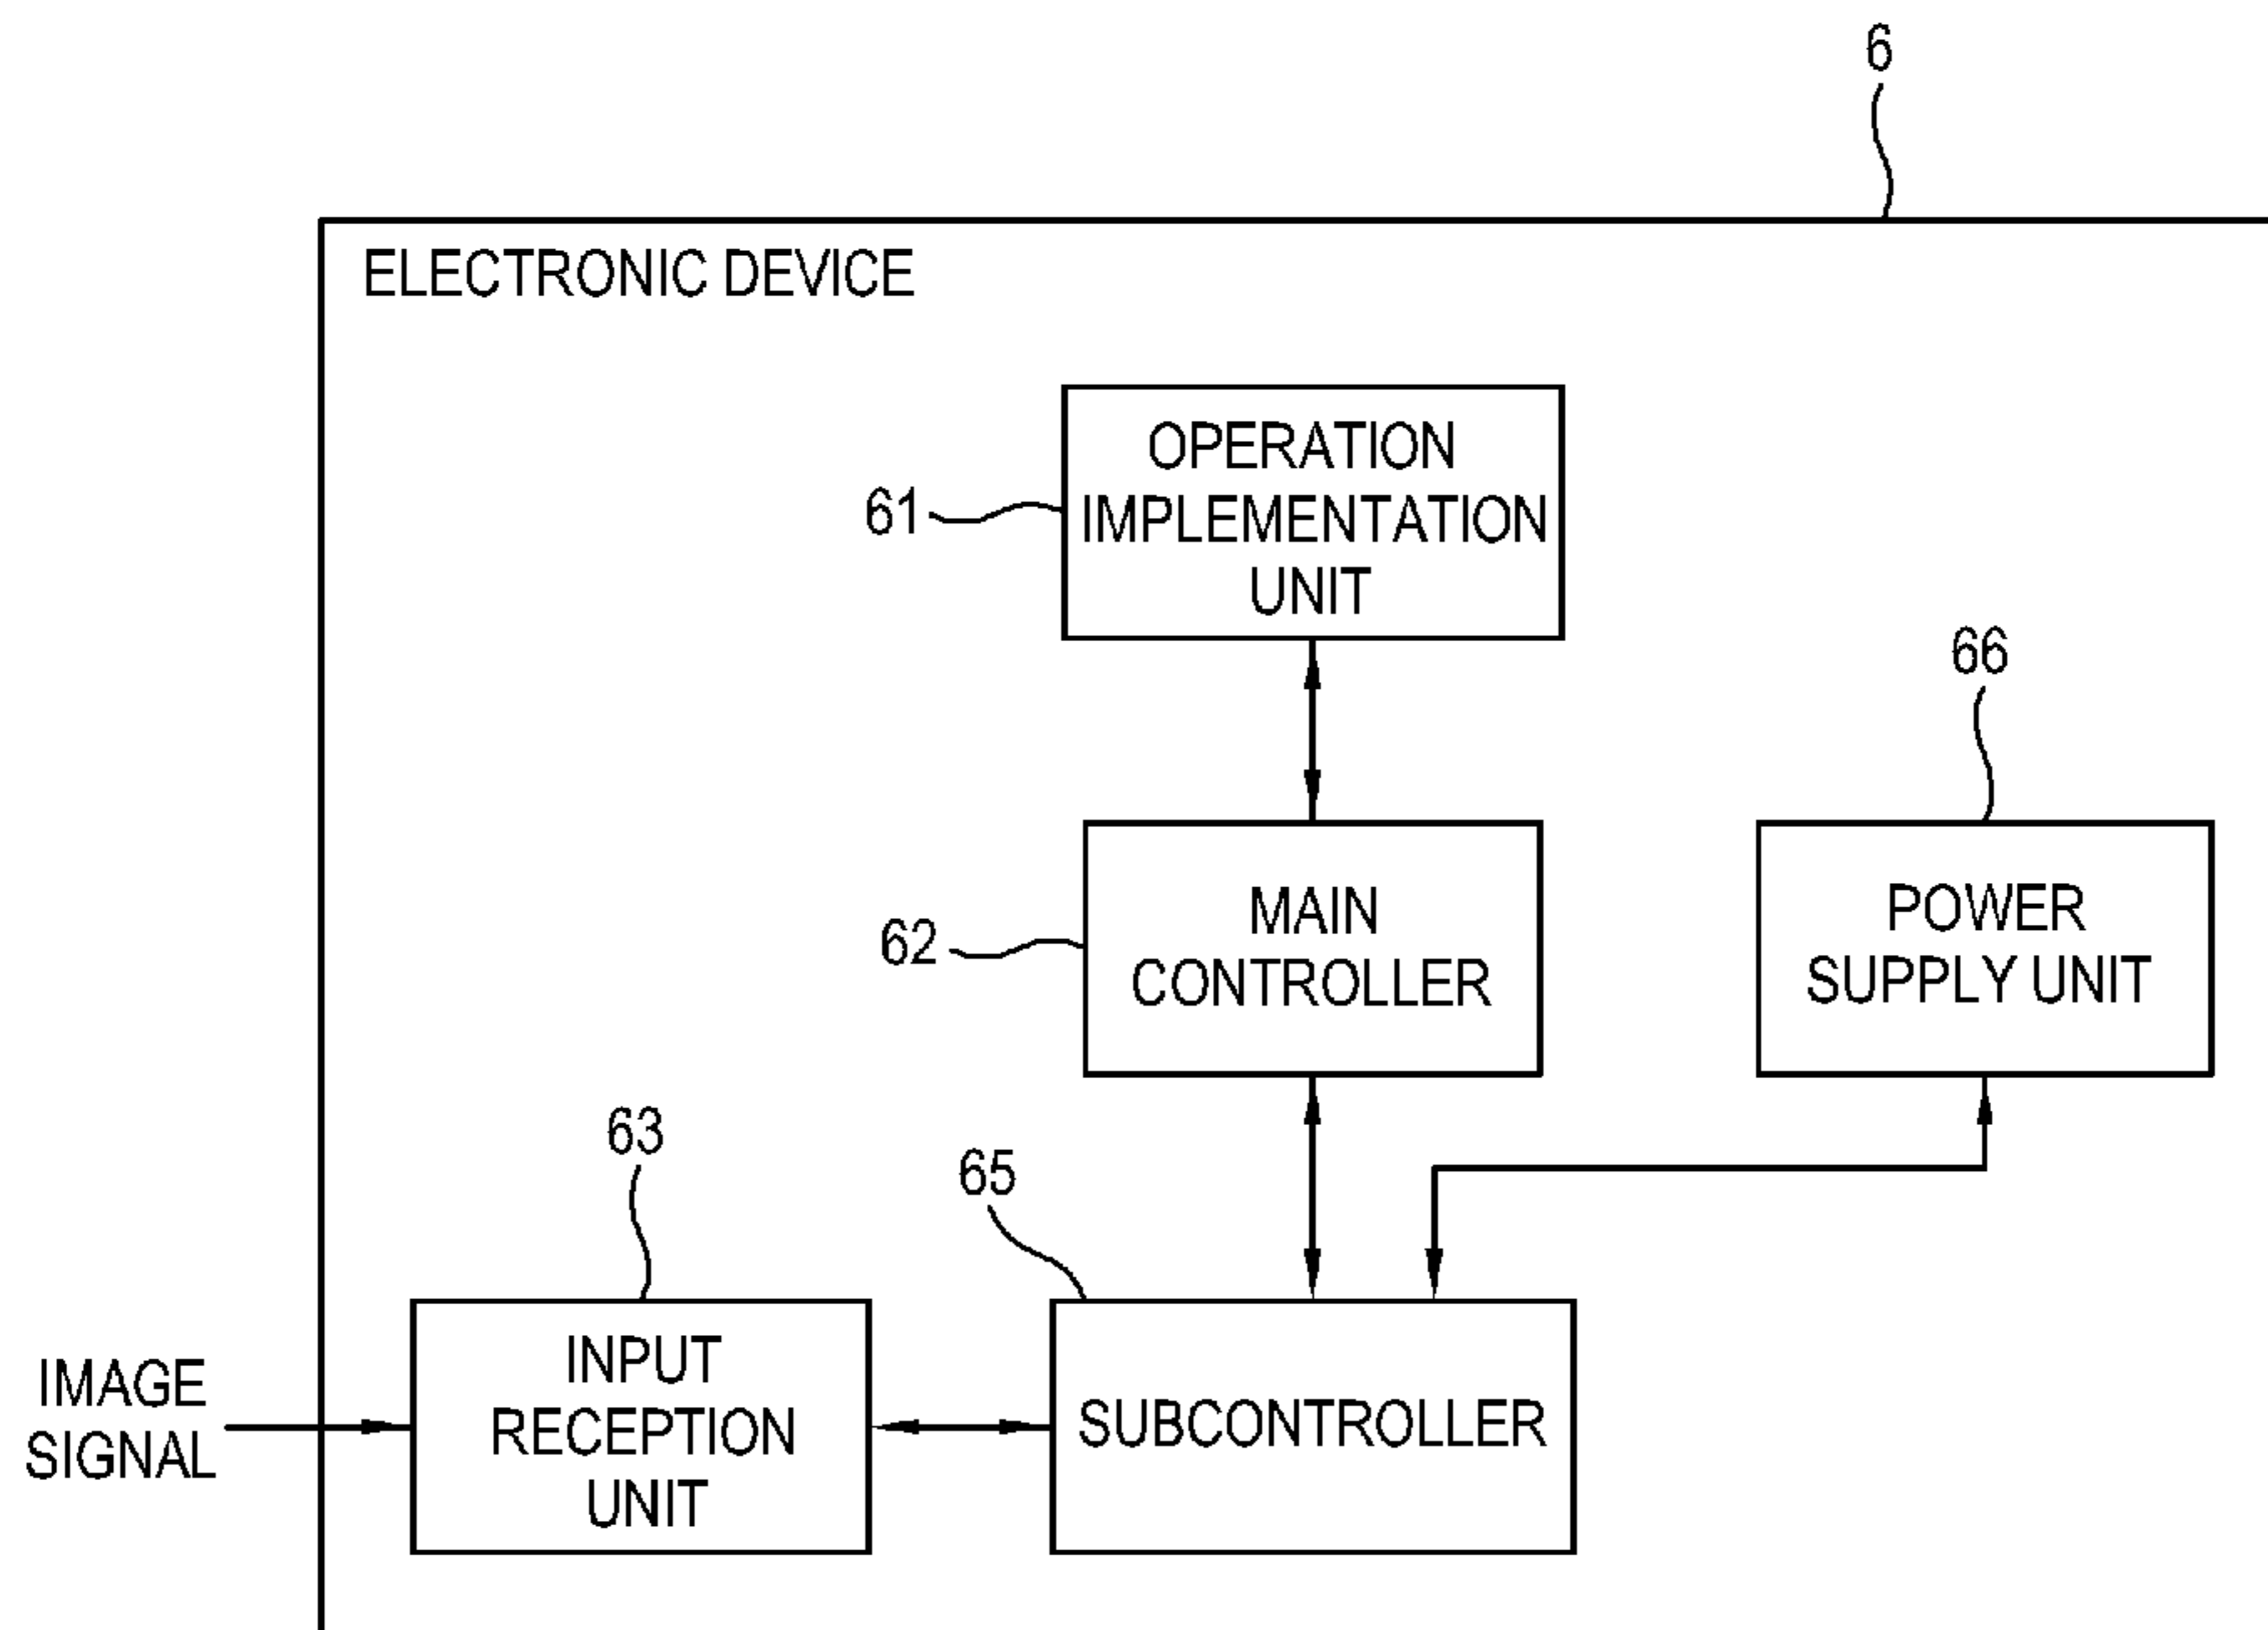 6
ELECTRONIC DEVICE
OPERATION
IMPLEMENTATION
UNIT
61
66
MAIN
CONTROLLER
62
POWER
SUPPLY UNIT
63
65
IMAGE
SIGNAL
INPUT
RECEPTION
UNIT
SUBCONTROLLER